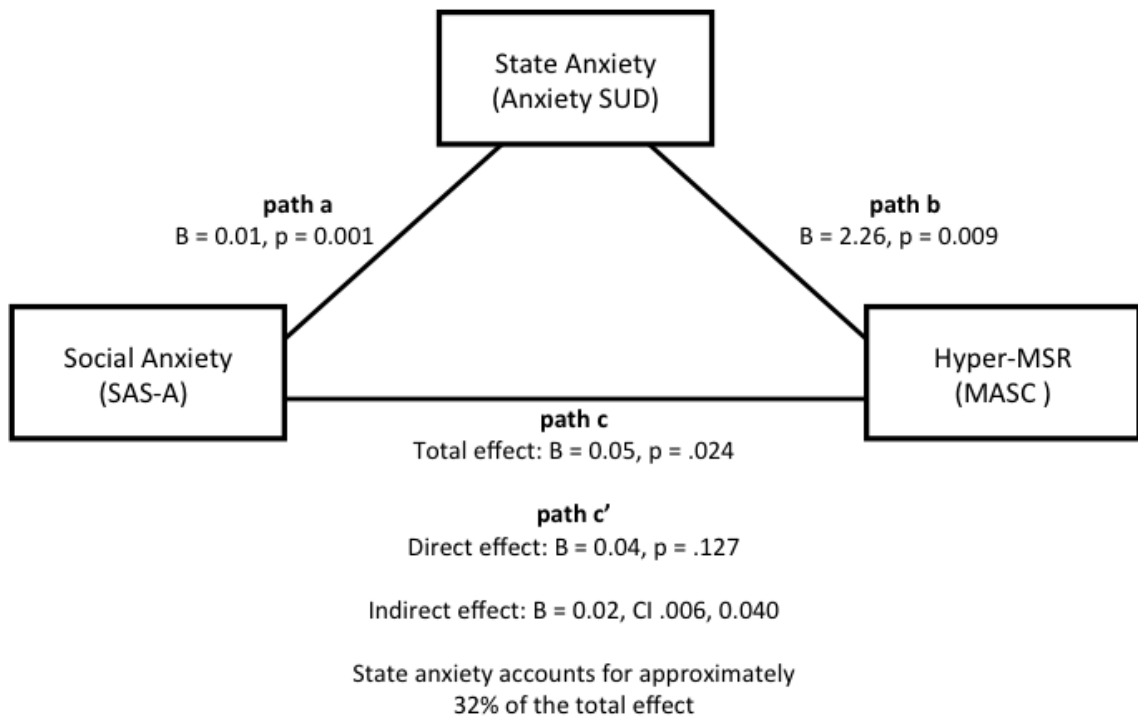 State Anxiety
(Anxiety SUD)
path a
B = 0.01, p = 0.001
path b
B = 2.26, p = 0.009
Social Anxiety
(SAS-A)
Hyper-MSR
(MASC )
path c
Total effect: B = 0.05, p = .024
path c’
Direct effect: B = 0.04, p = .127
Indirect effect: B = 0.02, CI .006, 0.040
State anxiety accounts for approximately
32% of the total effect